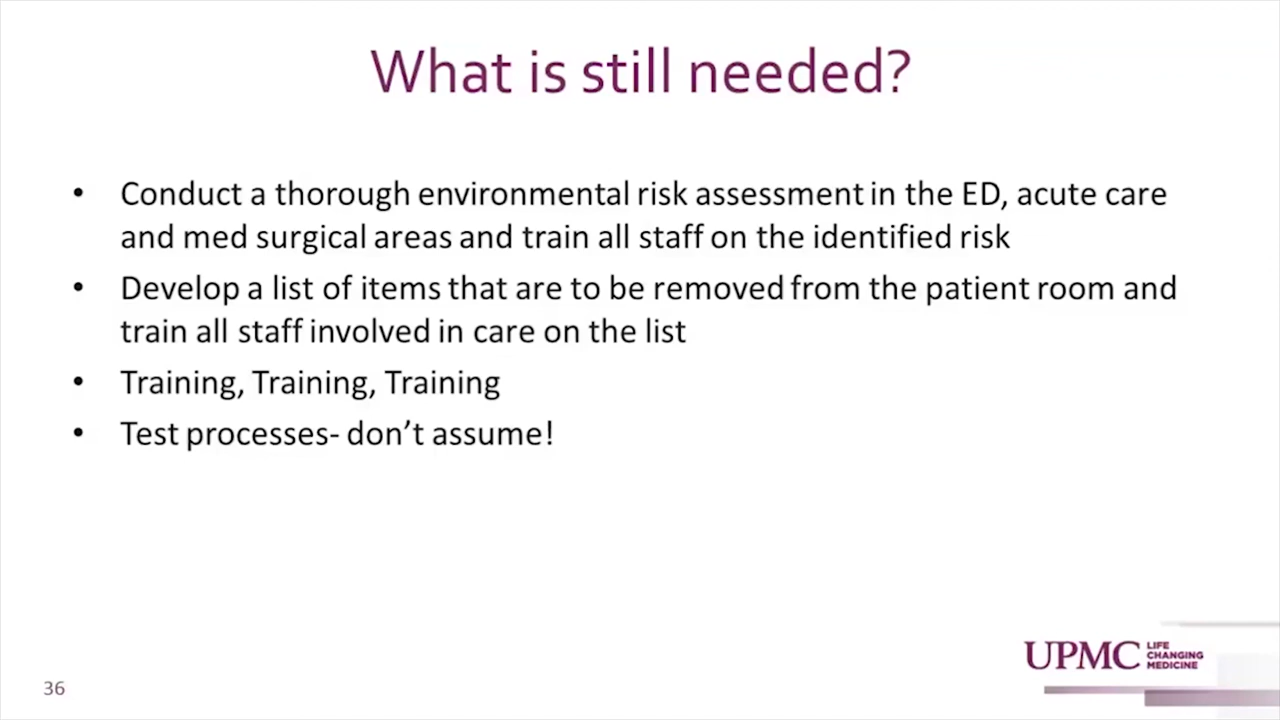 What is still needed?
• Conduct a thorough environmental risk assessment in the ED, acute care
and med surgical areas and train all staff on the identified risk
• Develop a list of items that are to be removed from the patient room and
train all staff involved in care on the list
• Training, Training, Training
• Test processes- don’t assume!
UPMC LIFE
CHANGING
MEDICINE
36